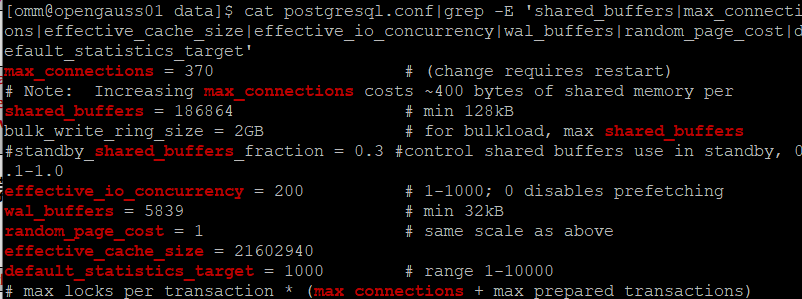 [omm@opengauss01 data]$ cat postgresql.conf|grep -E 'shared_buffers|max_connecti
ons|effective_cache_size|effective_io_concurrency|wal_buffers|random_page_cost|d
efault_statistics_target'
max_connections = 370                   # (change requires restart)
# Note:  Increasing max_connections costs ~400 bytes of shared memory per
shared_buffers = 186864                 # min 128kB
bulk_write_ring_size = 2GB              # for bulkload, max shared_buffers
#standby_shared_buffers_fraction = 0.3 #control shared buffers use in standby, 0
.1-1.0
effective_io_concurrency = 200          # 1-1000; 0 disables prefetching
wal_buffers = 5839                      # min 32kB
random_page_cost = 1                    # same scale as above
effective_cache_size = 21602940
default_statistics_target = 1000        # range 1-10000
# max_locks_per_transaction * (max_connections + max_prepared_transactions)